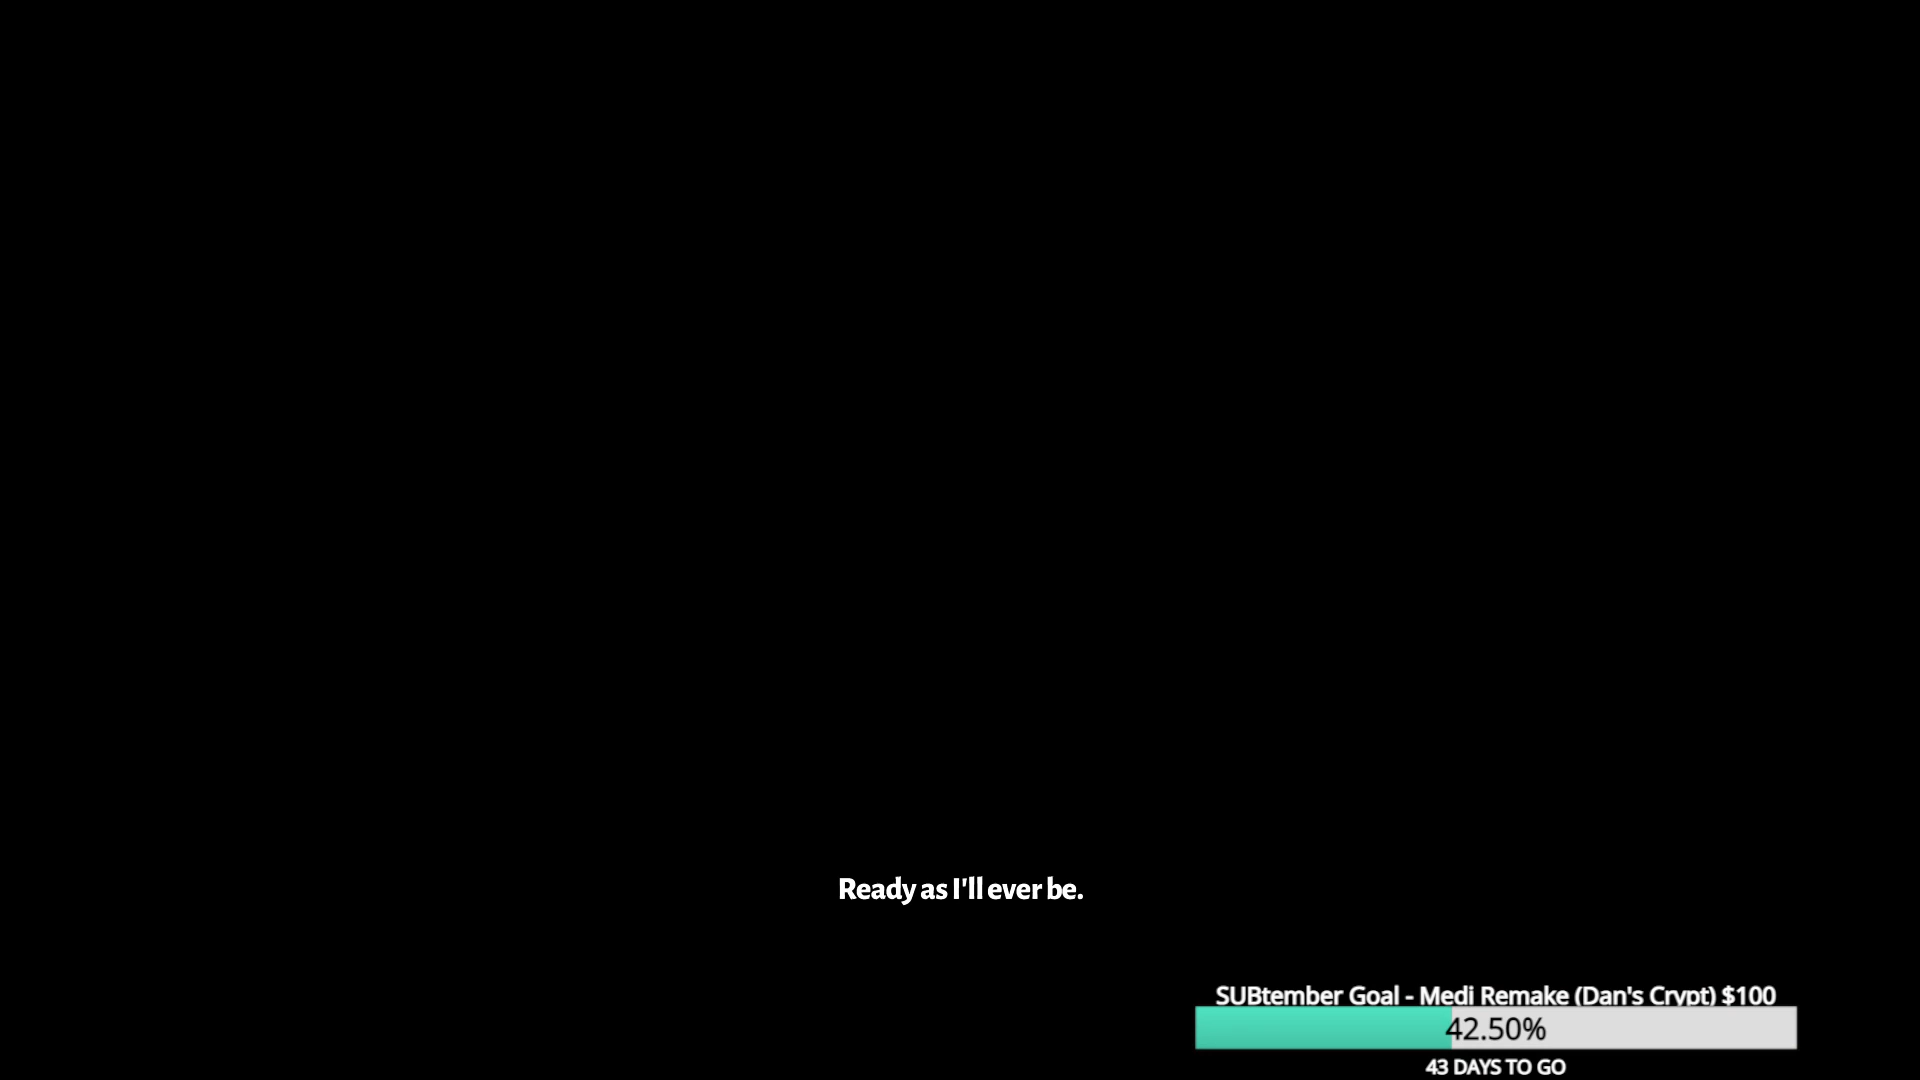 Ready as I'll ever be.
SUBtember Goal - Medi Remake (Dan's Crypt) $100
42.50%
43 DAYS TO GO